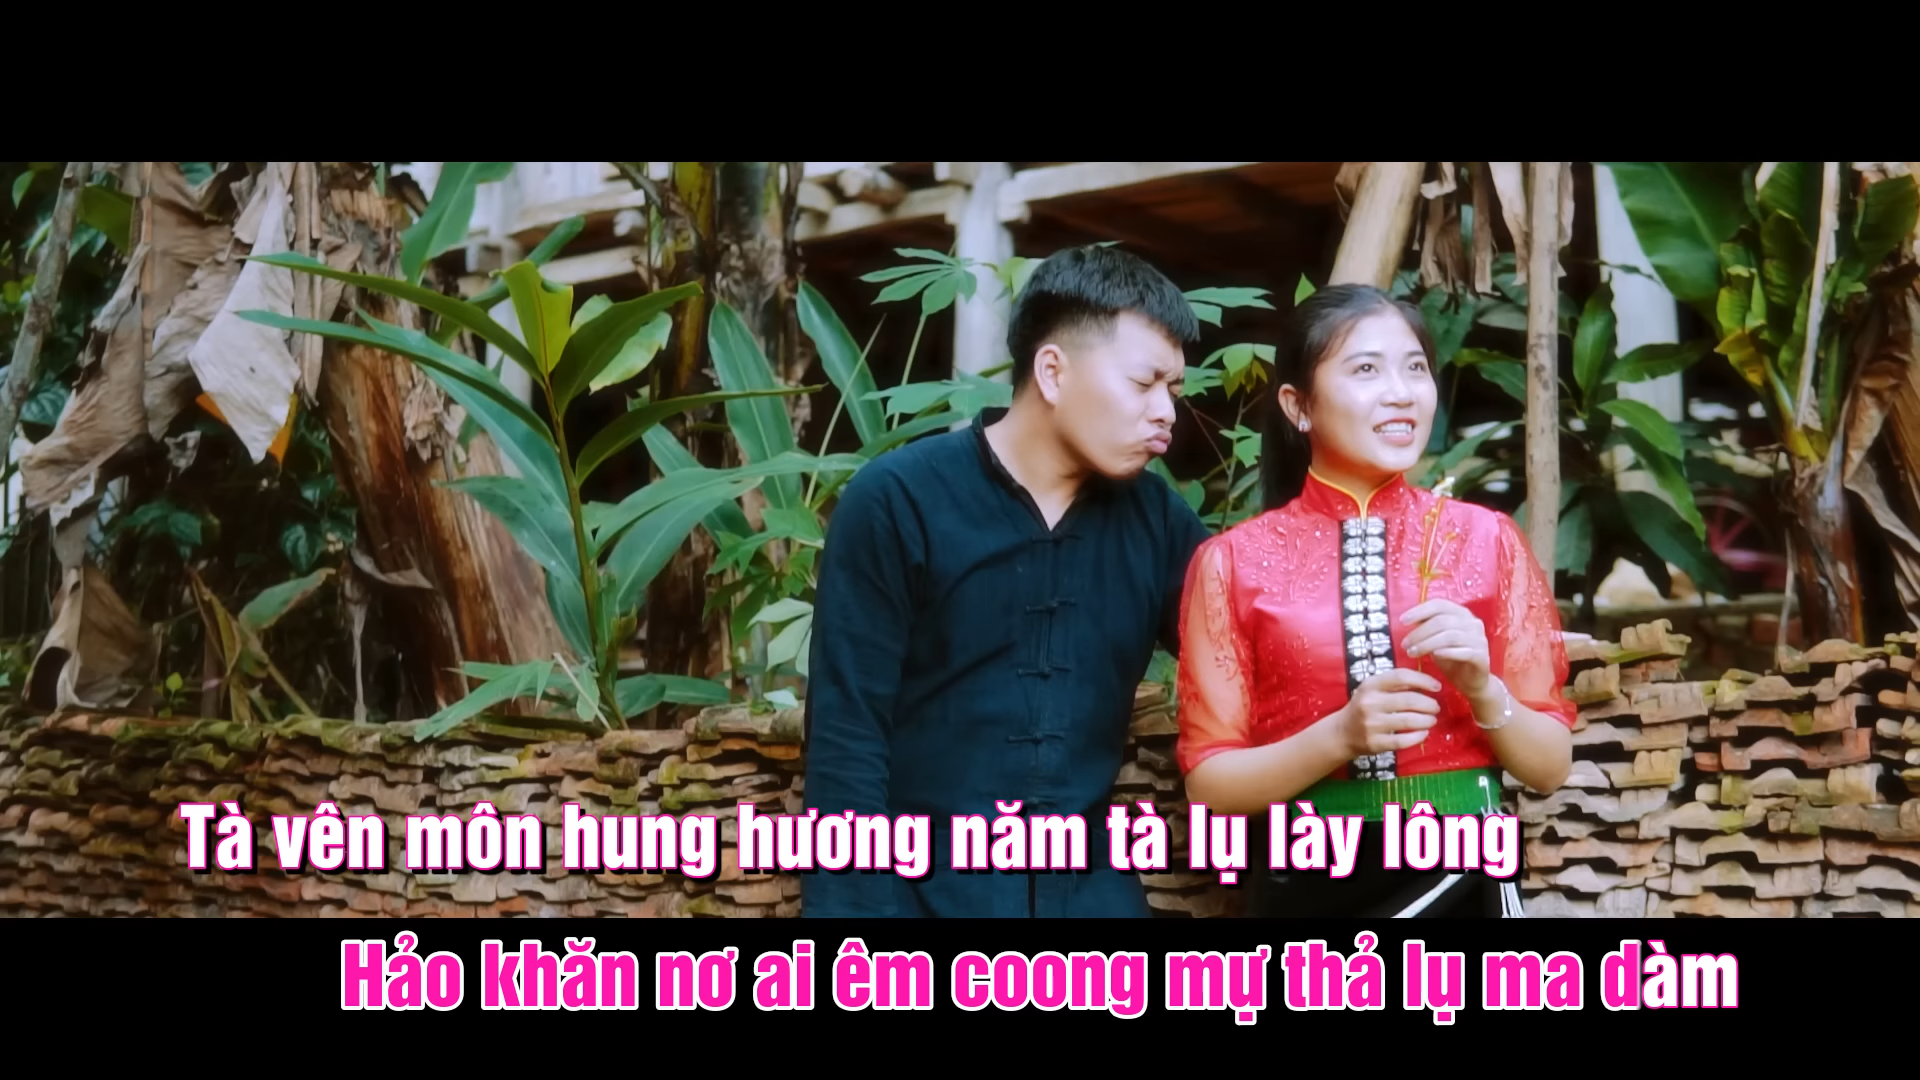 Tà vên môn hung hương năm tà lụ lày lông
Hảo khăn nơ ai êm coong mự thả lụ ma dàm